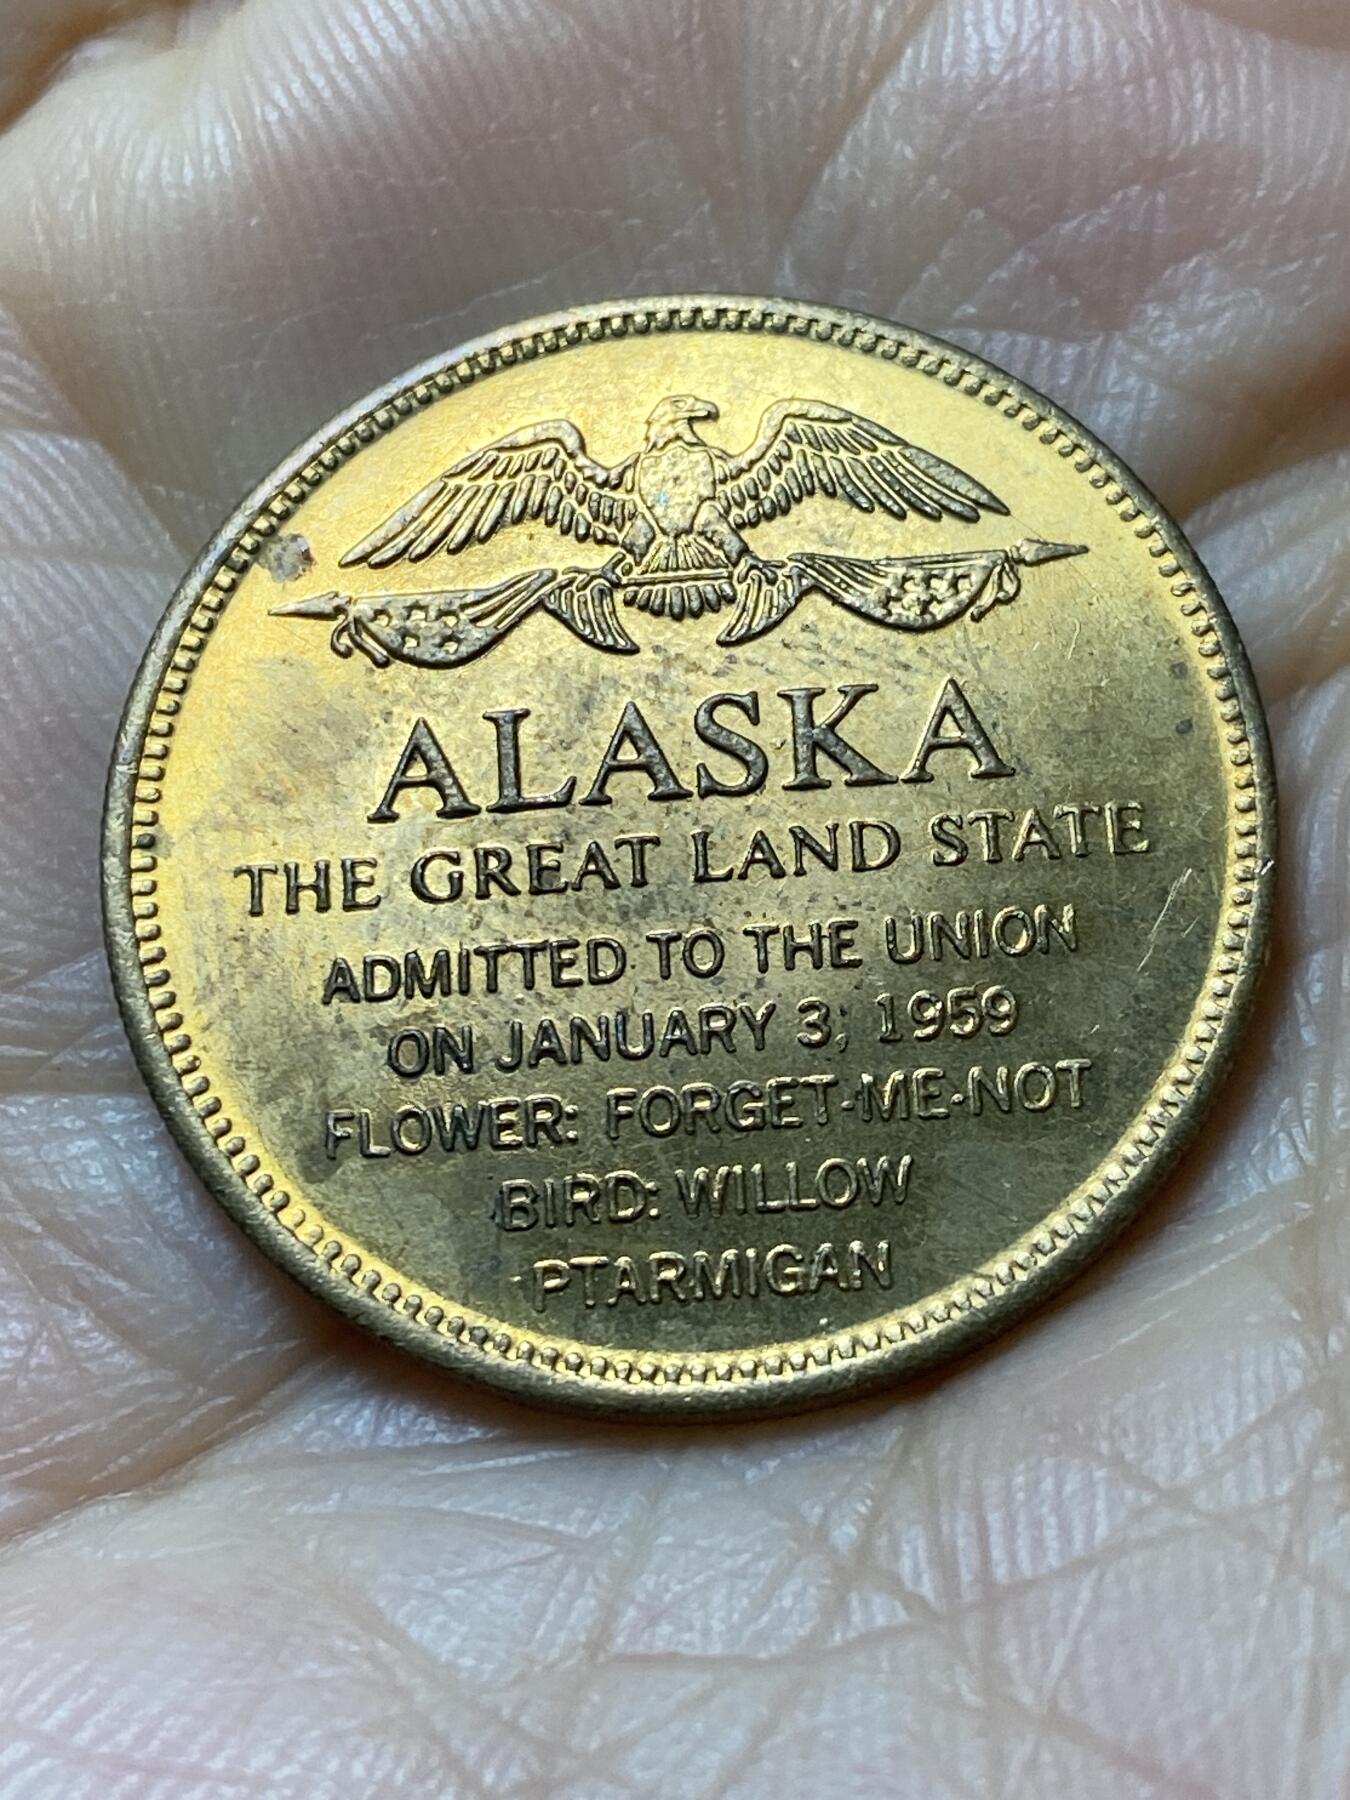 ALASKA
THE GREAT LAND STATE
ADMITTED TO THE UNION
ON JANUARY 3, 1959
FLOWER: FORGET-ME-NOT
BIRD: WILLOW
PTARMIGAN